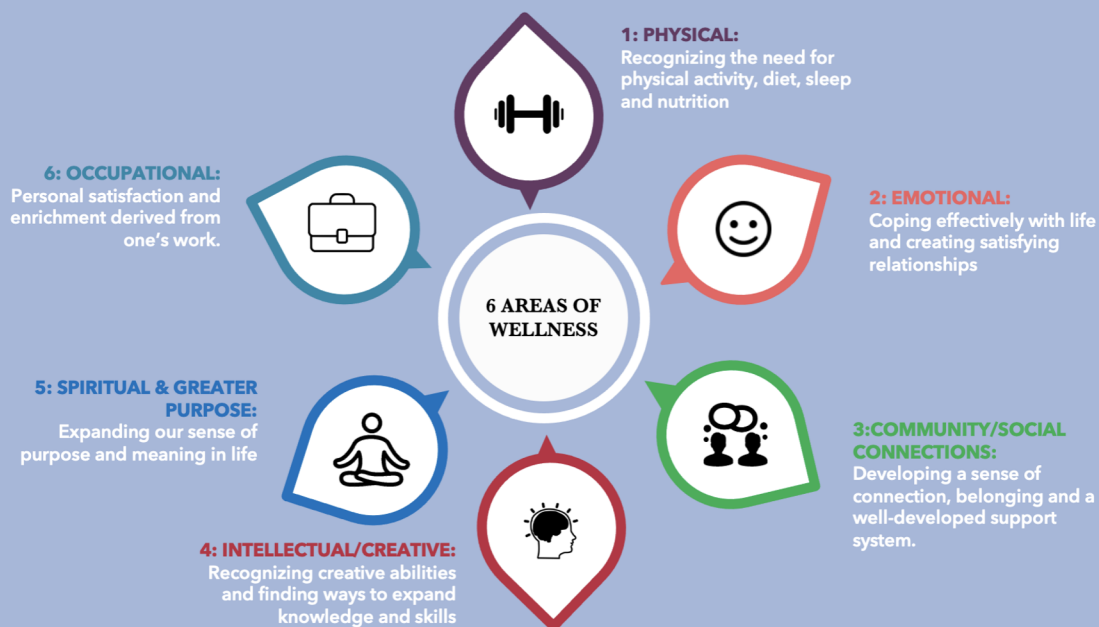 1: PHYSICAL:
Recognizing the need for
physical activity, diet, sleep
and nutrition
2: EMOTIONAL:
Coping effectively with life
and creating satisfying
relationships
3:COMMUNITY/SOCIAL
CONNECTIONS:
Developing a sense of
connection, belonging and a
well-developed support
system.
4: INTELLECTUAL/CREATIVE:
Recognizing creative abilities
and finding ways to expand
knowledge and skills
5: SPIRITUAL & GREATER
PURPOSE:
Expanding our sense of
purpose and meaning in life
6: OCCUPATIONAL:
Personal satisfaction and
enrichment derived from
one’s work.
6 AREAS OF
WELLNESS